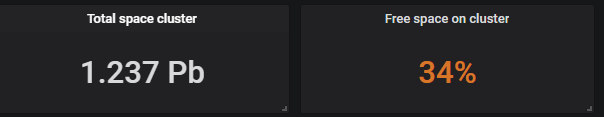 Total space cluster
1.237 Pb
Free space on cluster
34%